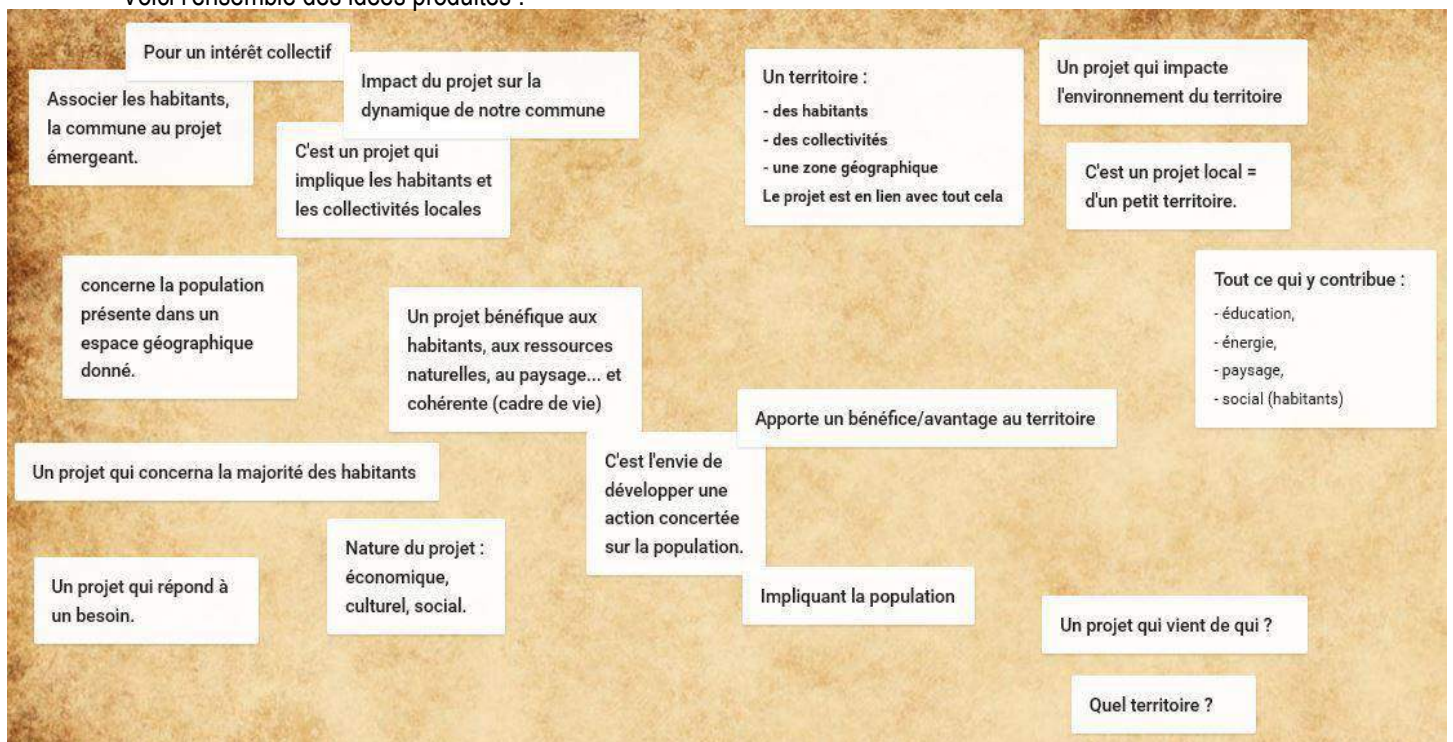 Voici l'ensemble des idées produites :
Pour un intérêt collectif
Associer les habitants,
la commune au projet
émergeant.
Impact du projet sur la
dynamique de notre commune
C'est un projet qui
implique les habitants et
les collectivités locales
Un territoire :
- des habitants
- des collectivités
- une zone géographique
Le projet est en lien avec tout cela
Un projet qui impacte
l'environnement du territoire
C'est un projet local =
d'un petit territoire.
concerne la population
présente dans un
espace géographique
donné.
Un projet bénéfique aux
habitants, aux ressources
naturelles, au paysage... et
cohérente (cadre de vie)
Tout ce qui y contribue :
- éducation,
- énergie,
- paysage,
- social (habitants)
Apporte un bénéfice/avantage au territoire
Un projet qui concerna la majorité des habitants
C'est l'envie de
développer une
action concertée
sur la population.
Nature du projet :
économique,
culturel, social.
Un projet qui répond à
un besoin.
Impliquant la population
Un projet qui vient de qui ?
Quel territoire ?